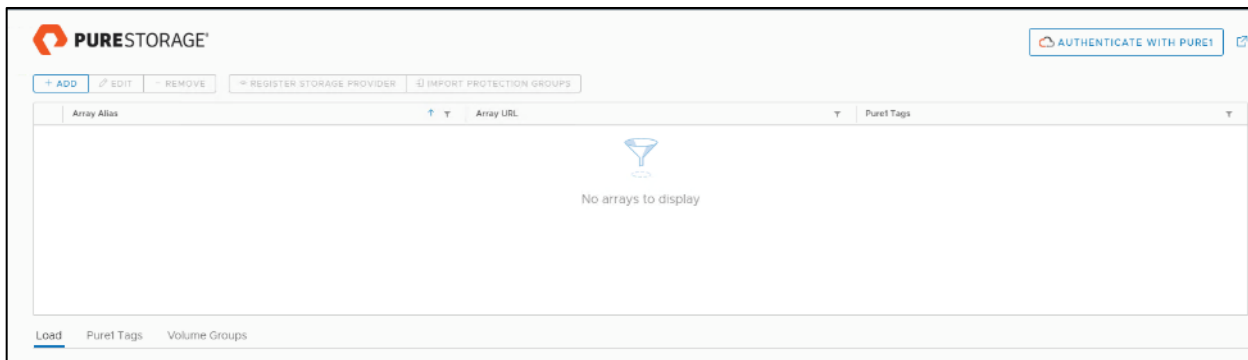 PURESTORAGE®
AUTHENTICATE WITH PURE1
+ ADD EDIT - REMOVE REGISTER STORAGE PROVIDER IMPORT PROTECTION GROUPS
Array Alias Array URL Pure1 Tags
No arrays to display
Load Pure1 Tags Volume Groups